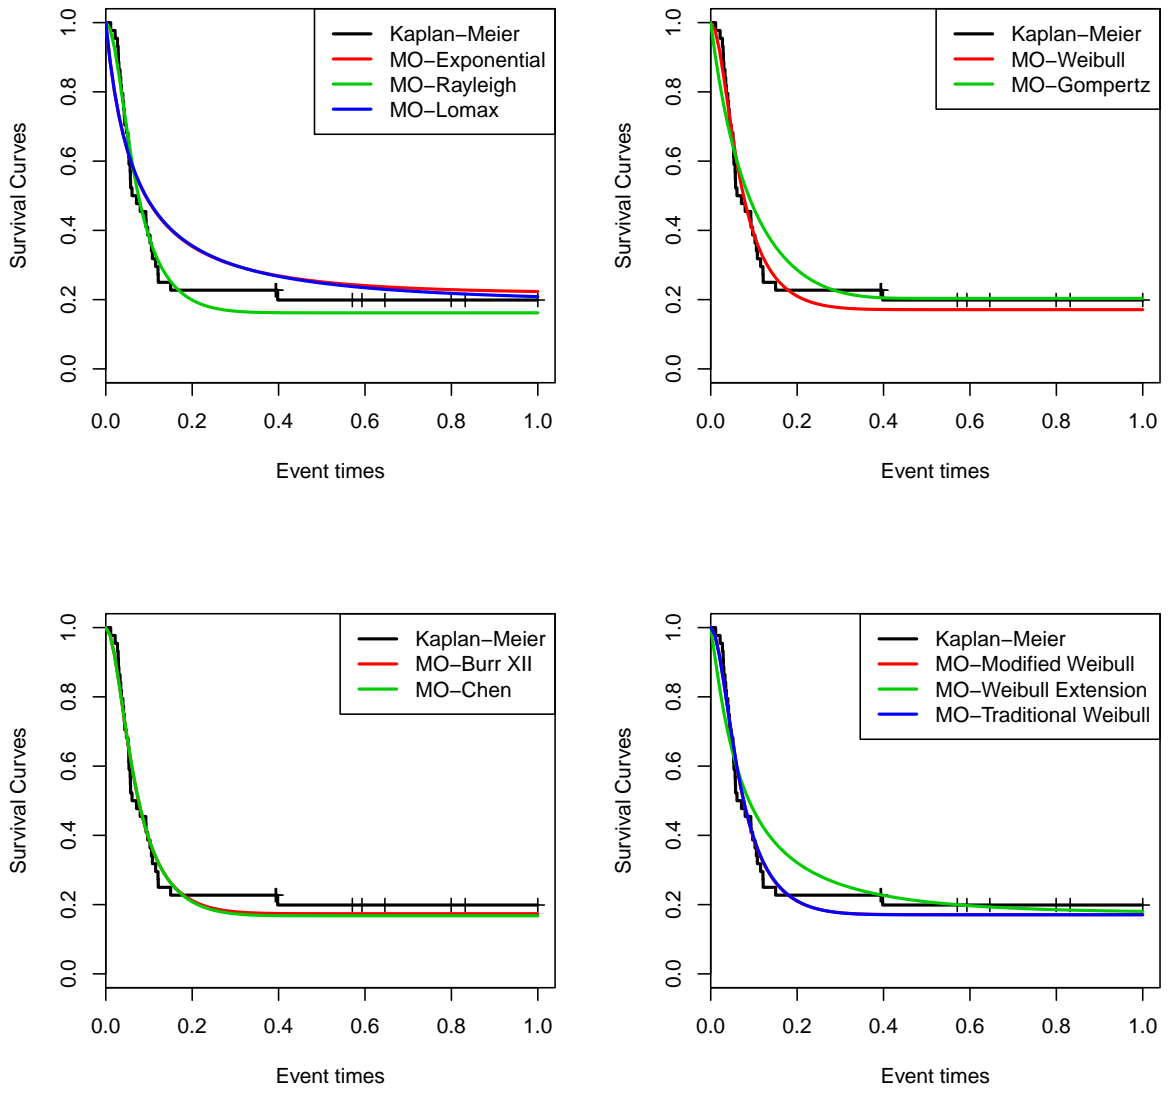 Kaplan−Meier
MO−Exponential
MO−Rayleigh
MO−Lomax
Survival Curves
1.0
0.8
0.6
0.4
0.2
0.0
0.0 0.2 0.4 0.6 0.8 1.0
Event times
Kaplan−Meier
MO−Weibull
MO−Gompertz
Survival Curves
1.0
0.8
0.6
0.4
0.2
0.0
0.0 0.2 0.4 0.6 0.8 1.0
Event times
Kaplan−Meier
MO−Burr XII
MO−Chen
Survival Curves
1.0
0.8
0.6
0.4
0.2
0.0
0.0 0.2 0.4 0.6 0.8 1.0
Event times
Kaplan−Meier
MO−Modified Weibull
MO−Weibull Extension
MO−Traditional Weibull
Survival Curves
1.0
0.8
0.6
0.4
0.2
0.0
0.0 0.2 0.4 0.6 0.8 1.0
Event times